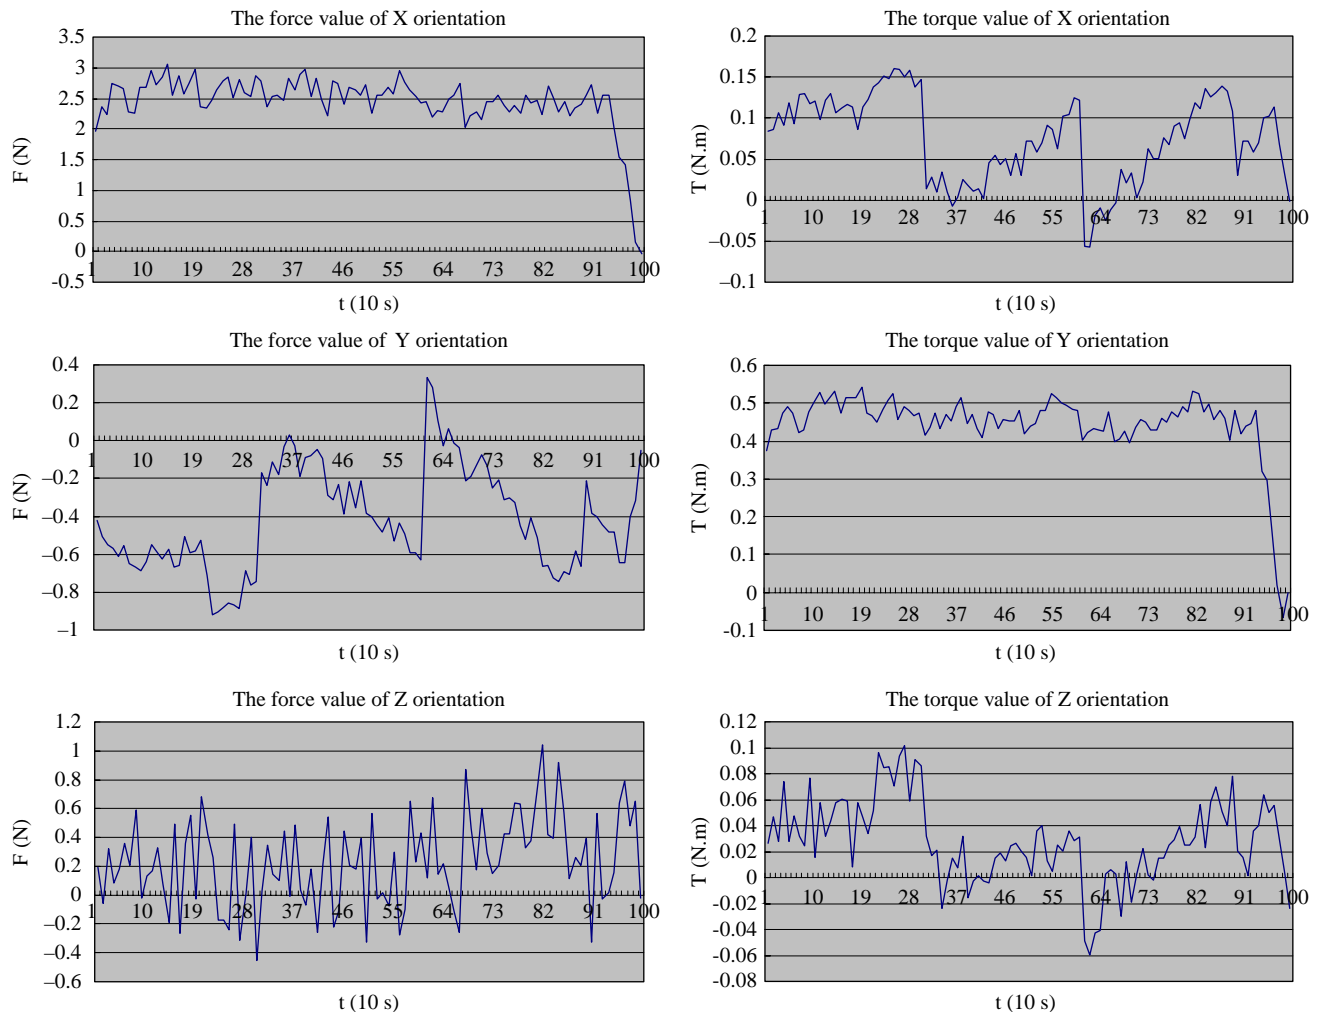 The force value of X orientation
3.5
3
2.5
2
1.5
1
0.5
0
-0.5
F (N)
1 10 19 28 37 46 55 64 73 82 91 100
t (10 s)
The torque value of X orientation
0.2
0.15
0.1
0.05
0
–0.05
–0.1
T (N.m)
1 10 19 28 37 46 55 64 73 82 91 100
t (10 s)
The force value of Y orientation
0.4
0.2
0
–0.2
–0.4
–0.6
–0.8
–1
F (N)
1 10 19 28 37 46 55 64 73 82 91 100
t (10 s)
The torque value of Y orientation
0.6
0.5
0.4
0.3
0.2
0.1
0
-0.1
T (N.m)
1 10 19 28 37 46 55 64 73 82 91 100
t (10 s)
The force value of Z orientation
1.2
1
0.8
0.6
0.4
0.2
0
–0.2
–0.4
–0.6
F (N)
1 10 19 28 37 46 55 64 73 82 91 100
t (10 s)
The torque value of Z orientation
0.12
0.1
0.08
0.06
0.04
0.02
0
-0.02
-0.04
-0.06
-0.08
T (N.m)
1 10 19 28 37 46 55 64 73 82 91 100
t (10 s)